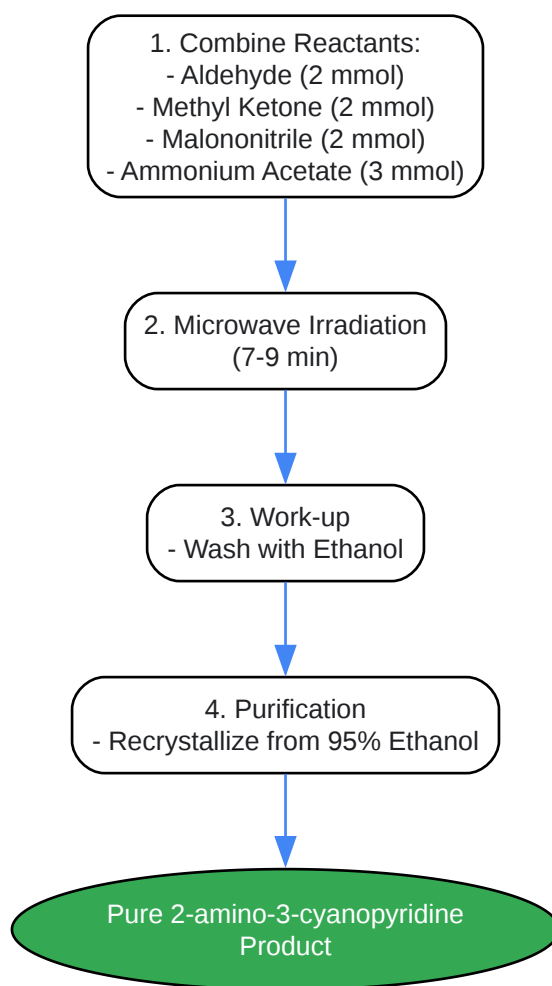 1. Combine Reactants:
- Aldehyde (2 mmol)
- Methyl Ketone (2 mmol)
- Malononitrile (2 mmol)
- Ammonium Acetate (3 mmol)
2. Microwave Irradiation
(7-9 min)
3. Work-up
- Wash with Ethanol
4. Purification
- Recrystallize from 95% Ethanol
Pure 2-amino-3-cyanopyridine
Product